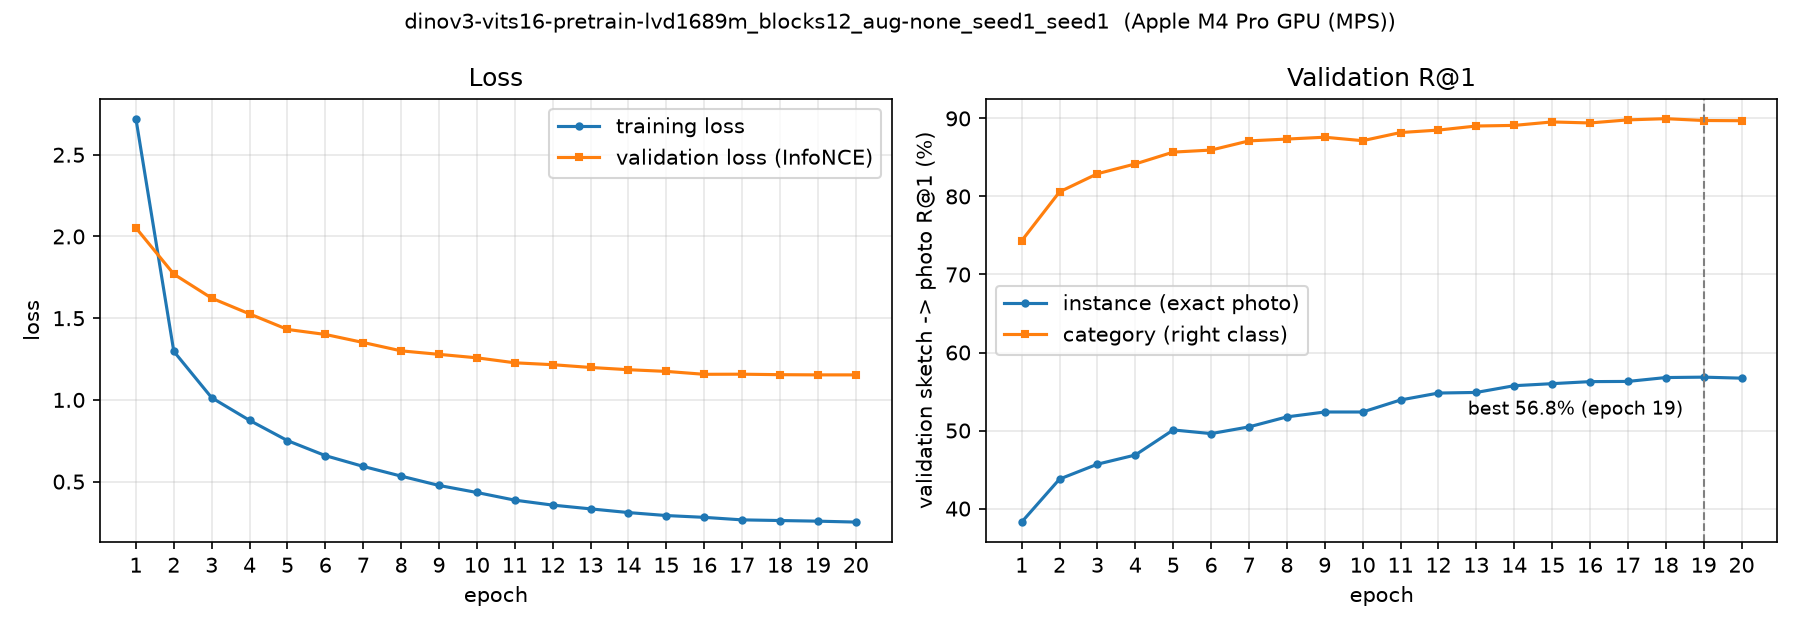 dinov3-vits16-pretrain-lvd1689m_blocks12_aug-none_seed1_seed1 (Apple M4 Pro GPU (MPS))
Loss
training loss
validation loss (InfoNCE)
loss
2.5
2.0
1.5
1.0
0.5
1 2 3 4 5 6 7 8 9 10 11 12 13 14 15 16 17 18 19 20
epoch
Validation R@1
validation sketch -> photo R@1 (%)
90
80
70
60
50
40
instance (exact photo)
category (right class)
best 56.8% (epoch 19)
1 2 3 4 5 6 7 8 9 10 11 12 13 14 15 16 17 18 19 20
epoch